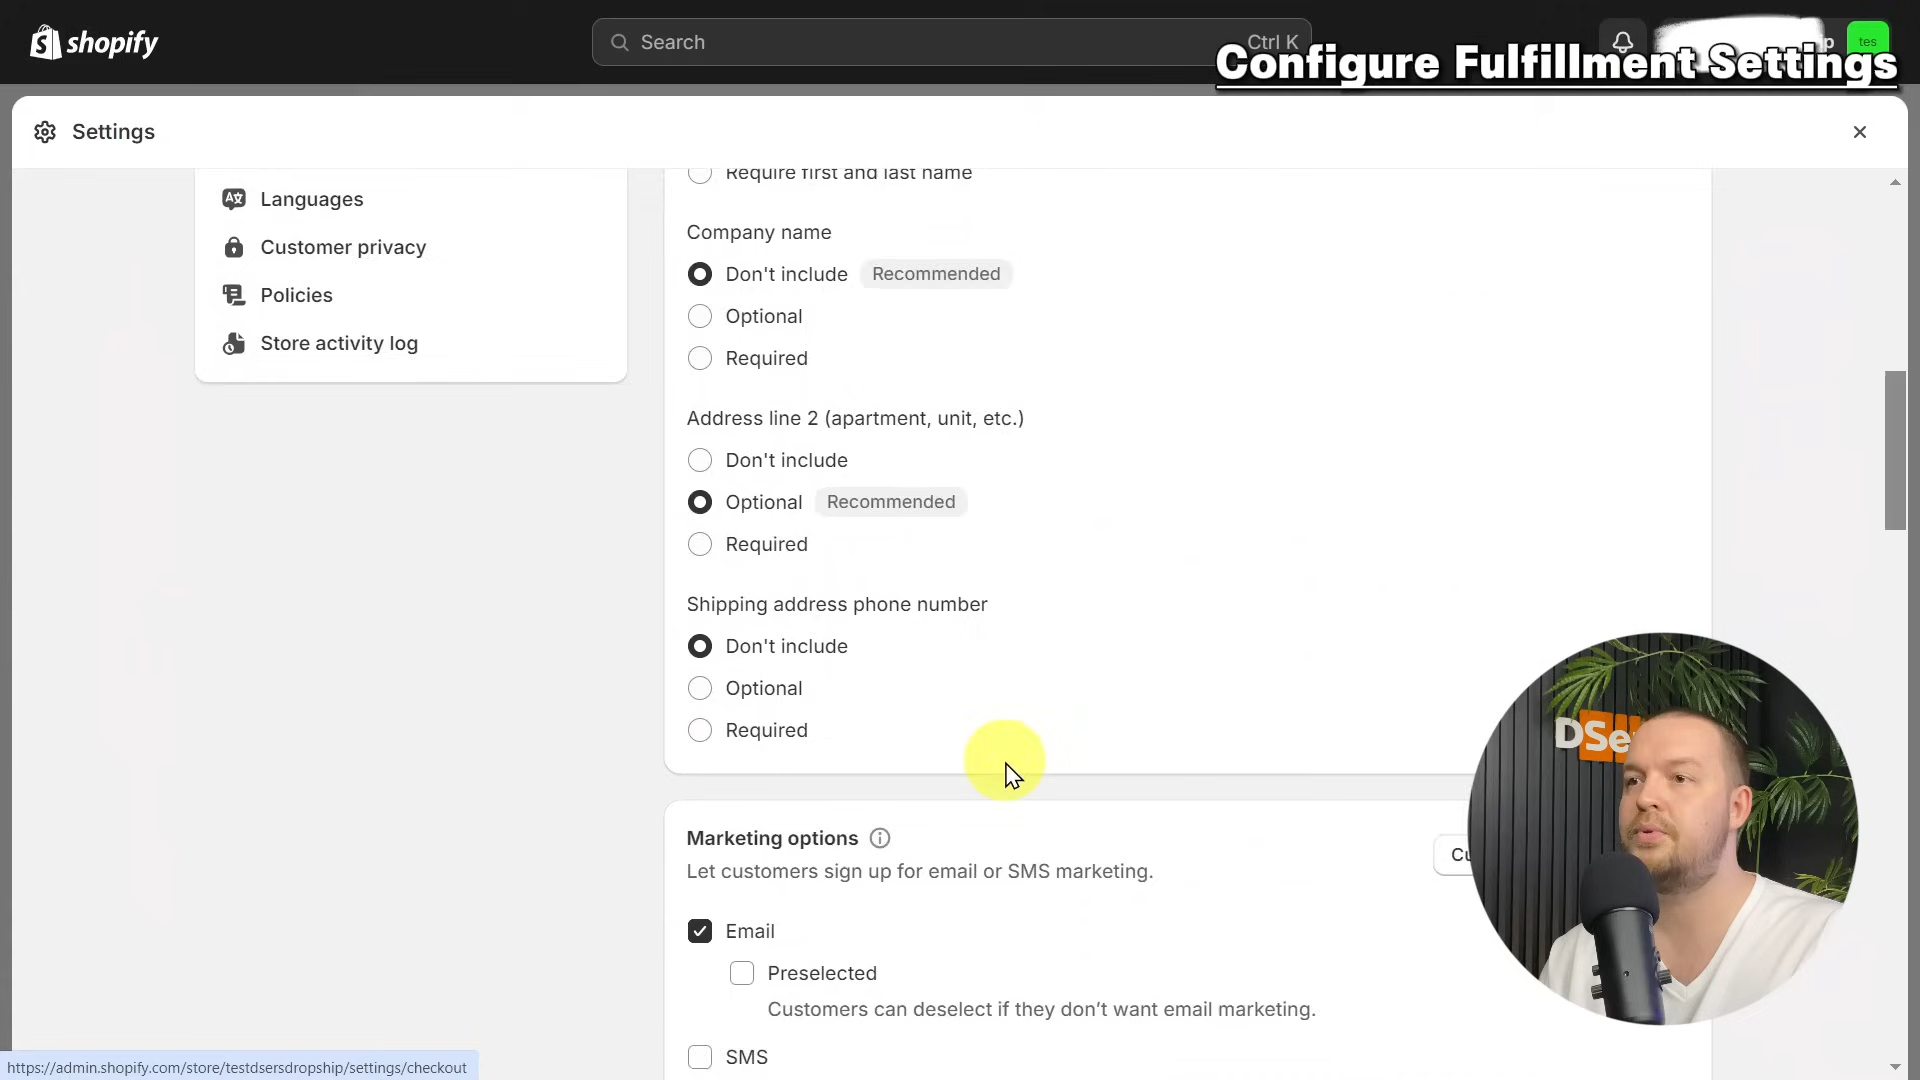 shopify
Search
Ctrl K
tes
Configure Fulfillment Settings
Settings
Require first and last name
Languages
Customer privacy
Policies
Store activity log
Company name
Don't include
Recommended
Optional
Required
Address line 2 (apartment, unit, etc.)
Don't include
Optional
Recommended
Required
Shipping address phone number
Don't include
Optional
Required
DSe
Marketing options
Let customers sign up for email or SMS marketing.
Email
Preselected
Customers can deselect if they don’t want email marketing.
SMS
https://admin.shopify.com/store/testdsersdropship/settings/checkout